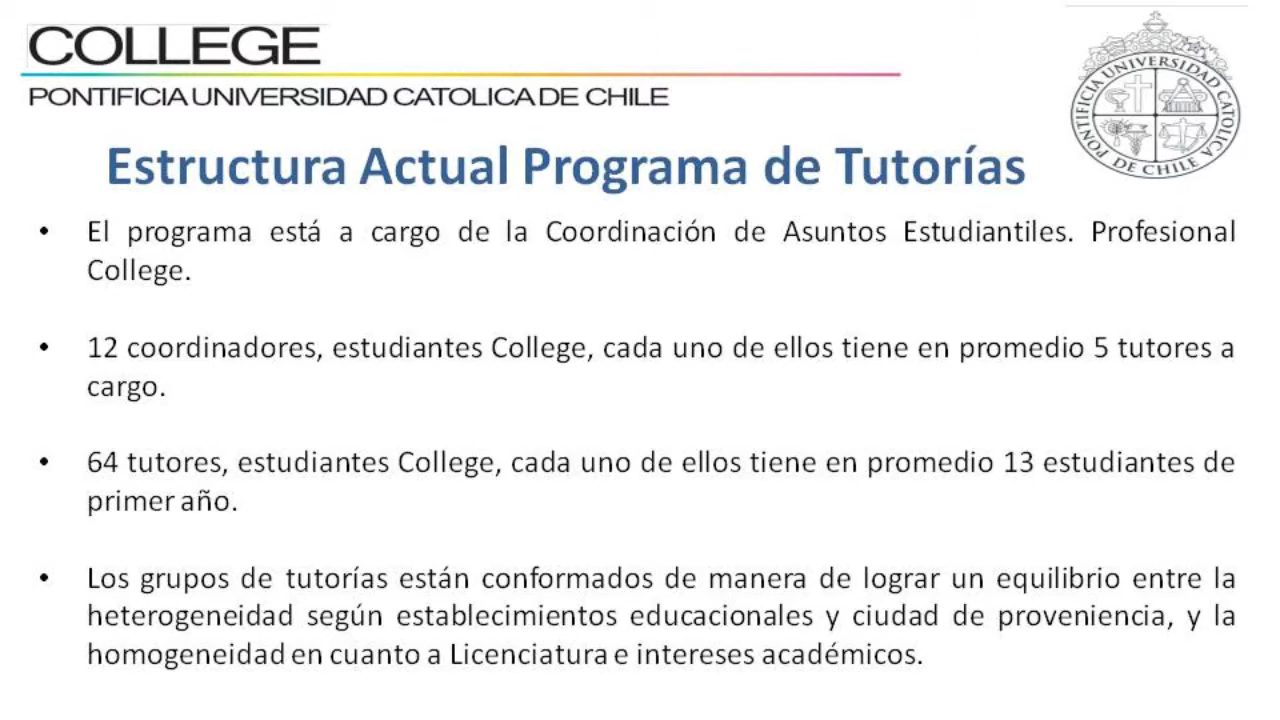 COLLEGE
PONTIFICIA UNIVERSIDAD CATOLICA DE CHILE
PONTIFICIA UNIVERSIDAD CATOLICA DE CHILE
Estructura Actual Programa de Tutorías
• El programa está a cargo de la Coordinación de Asuntos Estudiantiles. Profesional
College.
• 12 coordinadores, estudiantes College, cada uno de ellos tiene en promedio 5 tutores a
cargo.
• 64 tutores, estudiantes College, cada uno de ellos tiene en promedio 13 estudiantes de
primer año.
• Los grupos de tutorías están conformados de manera de lograr un equilibrio entre la
heterogeneidad según establecimientos educacionales y ciudad de proveniencia, y la
homogeneidad en cuanto a Licenciatura e intereses académicos.